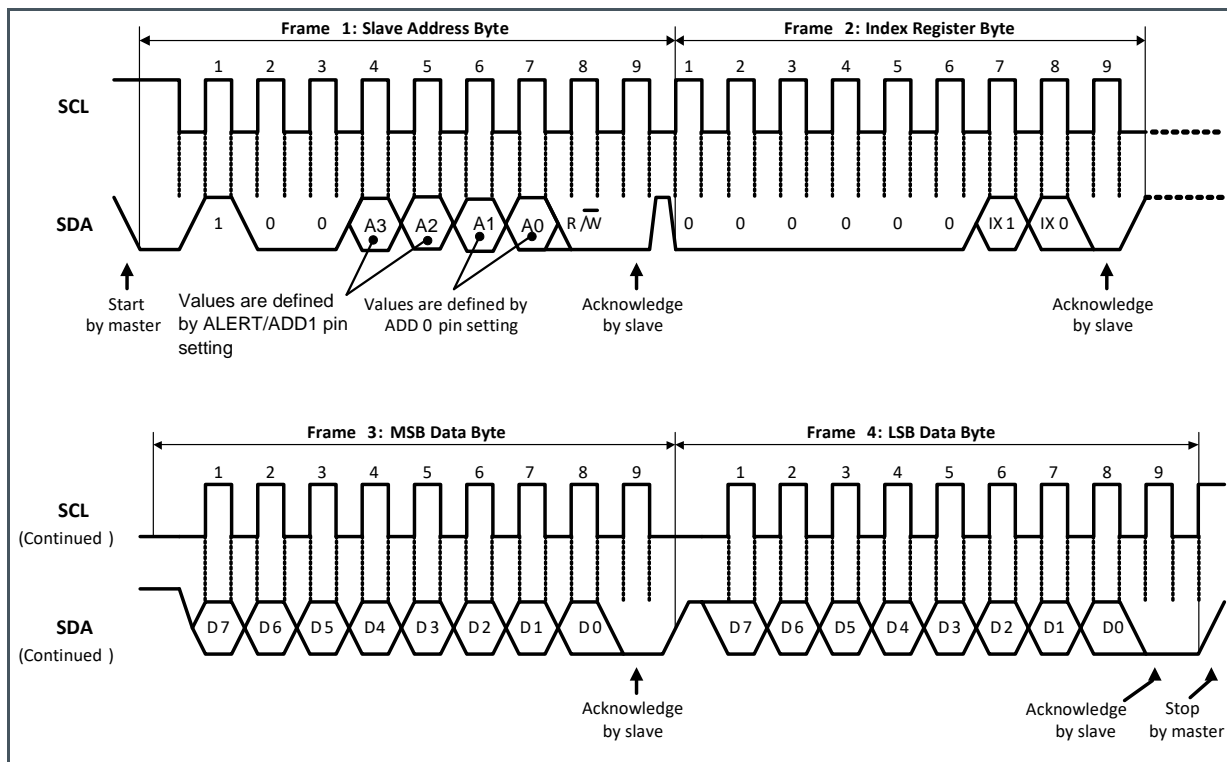 Frame 1: Slave Address Byte
Frame 2: Index Register Byte
1 2 3 4 5 6 7 8 9 1 2 3 4 5 6 7 8 9
SCL
SDA
1 0 0 A3 A2 A1 A0 R/W̅ 0 0 0 0 0 0 IX1 IX0
Start
by master
Values are defined
by ALERT/ADD1 pin
setting
Values are defined by
ADD 0 pin setting
Acknowledge
by slave
Acknowledge
by slave
Frame 3: MSB Data Byte
Frame 4: LSB Data Byte
1 2 3 4 5 6 7 8 9 1 2 3 4 5 6 7 8 9
SCL
(Continued )
SDA
(Continued )
D7 D6 D5 D4 D3 D2 D1 D0 D7 D6 D5 D4 D3 D2 D1 D0
Acknowledge
by slave
Acknowledge
by slave
Stop
by master